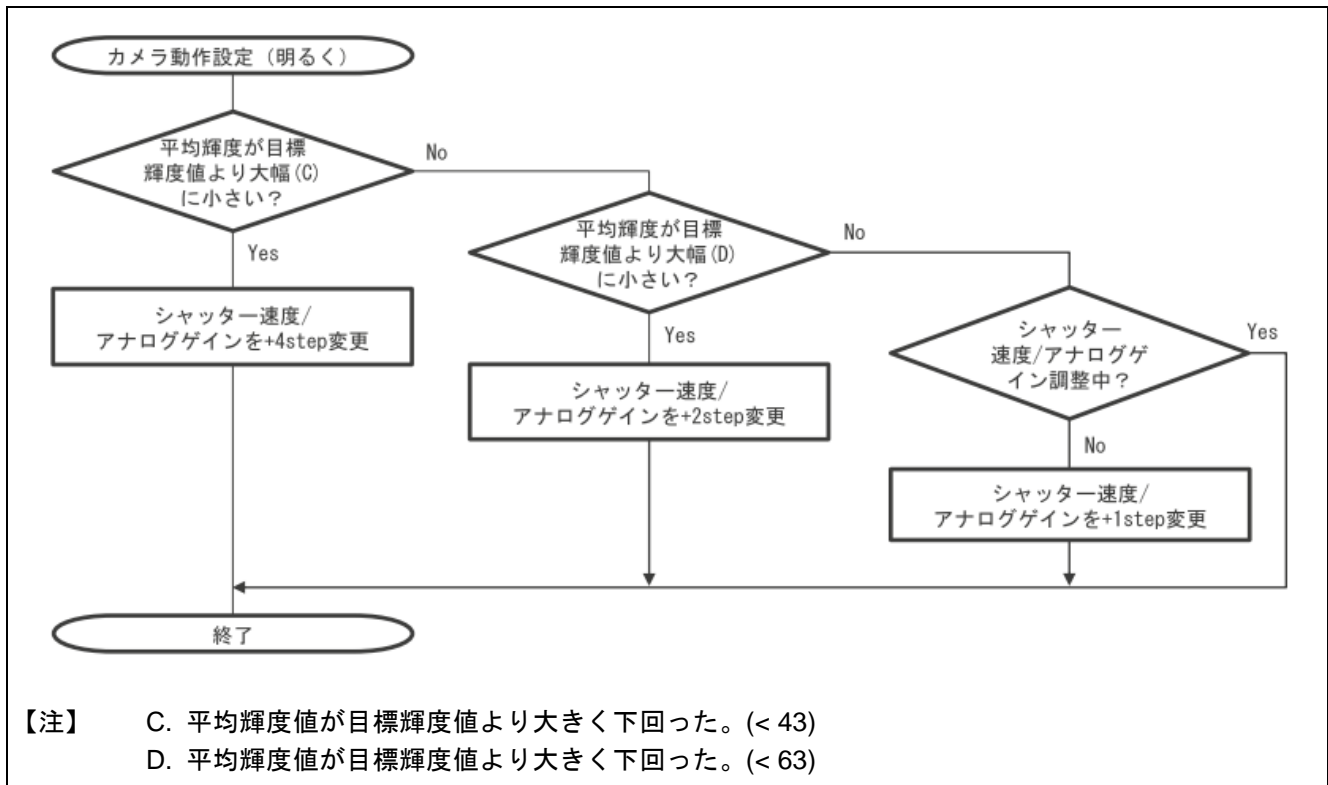 カメラ動作設定（明るく）
平均輝度が目標
輝度値より大幅(C)
に小さい？
No
Yes
シャッター速度/
アナログゲインを+4step変更
平均輝度が目標
輝度値より大幅(D)
に小さい？
No
Yes
シャッター速度/
アナログゲインを+2step変更
シャッター
速度/アナログゲ
イン調整中？
Yes
No
シャッター速度/
アナログゲインを+1step変更
終了
【注】 C. 平均輝度値が目標輝度値より大きく下回った。(< 43)
D. 平均輝度値が目標輝度値より大きく下回った。(< 63)